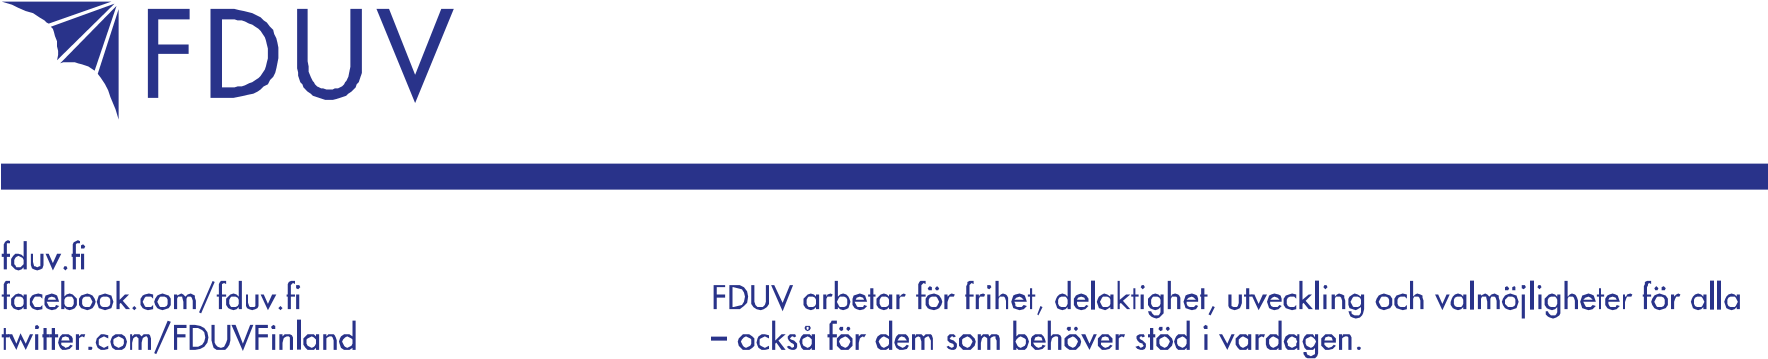 FDUV
fduv.fi
facebook.com/fduv.fi
twitter.com/FDUVFinland
FDUV arbetar för frihet, delaktighet, utveckling och valmöjligheter för alla
– också för dem som behöver stöd i vardagen.